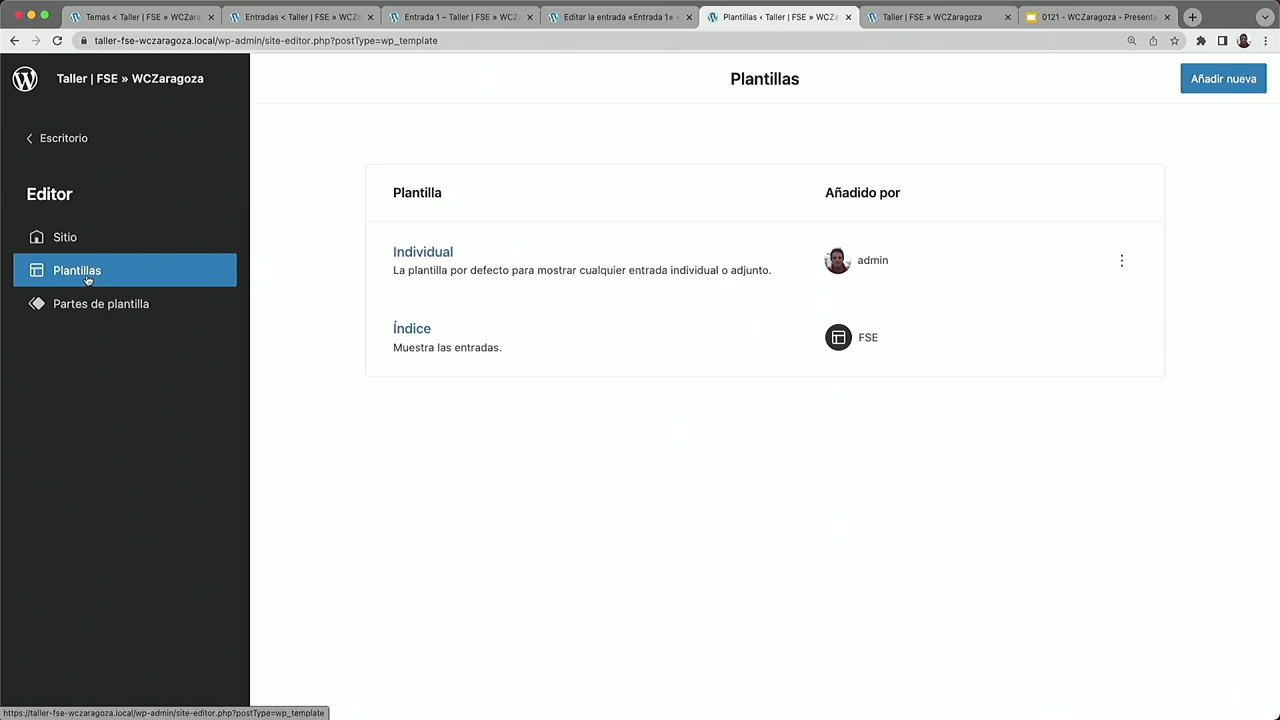 Temas < Taller | FSE » WCZara
Entradas < Taller | FSE » WCZ
Entrada 1 – Taller | FSE » WCZ
Editar la entrada «Entrada 1» <
Plantillas < Taller | FSE » WCZ
Taller | FSE » WCZaragoza
0121 - WCZaragoza - Presenta
taller-fse-wczaragoza.local/wp-admin/site-editor.php?postType=wp_template
Taller | FSE » WCZaragoza
Plantillas
Añadir nueva
Escritorio
Editor
Sitio
Plantillas
Partes de plantilla
Plantilla
Añadido por
Individual
La plantilla por defecto para mostrar cualquier entrada individual o adjunto.
admin
Índice
Muestra las entradas.
FSE
https://taller-fse-wczaragoza.local/wp-admin/site-editor.php?postType=wp_template